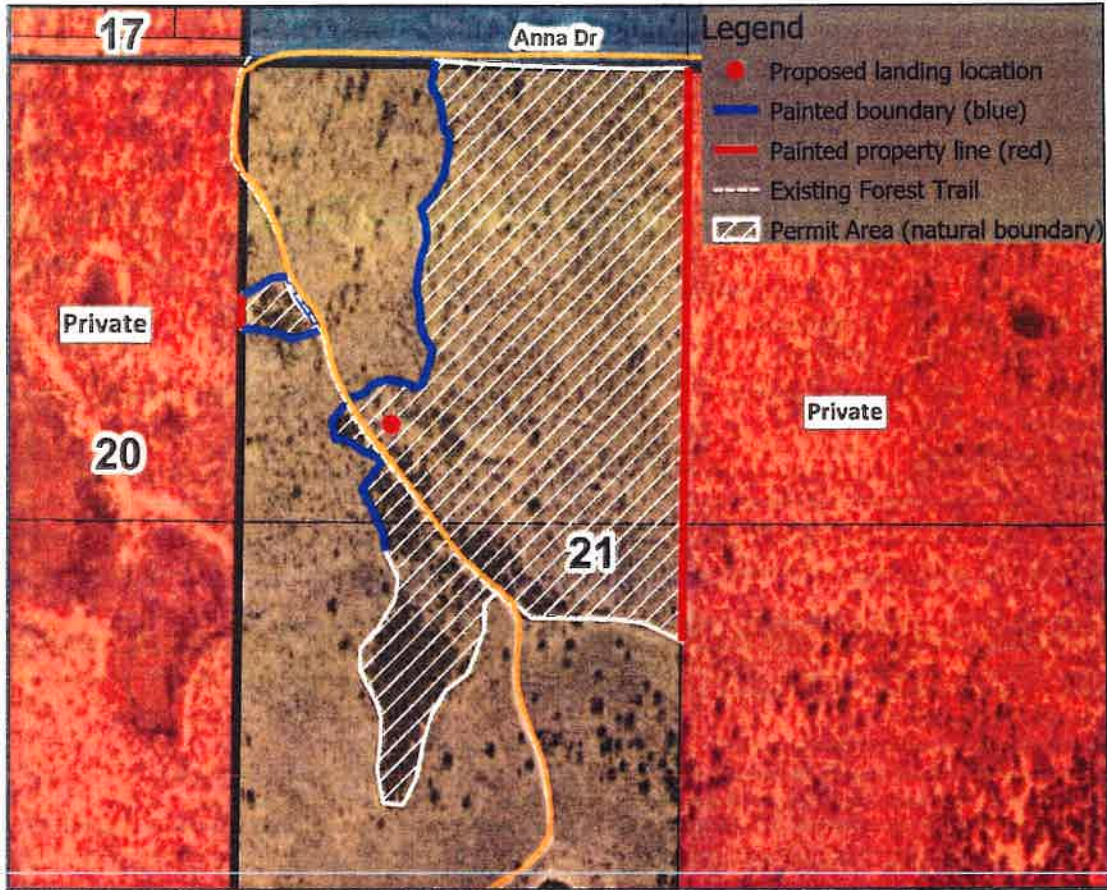 17
Anna Dr
Legend
Proposed landing location
Painted boundary (blue)
Painted property line (red)
Existing Forest Trail
Permit Area (natural boundary)
Private
Private
20
21